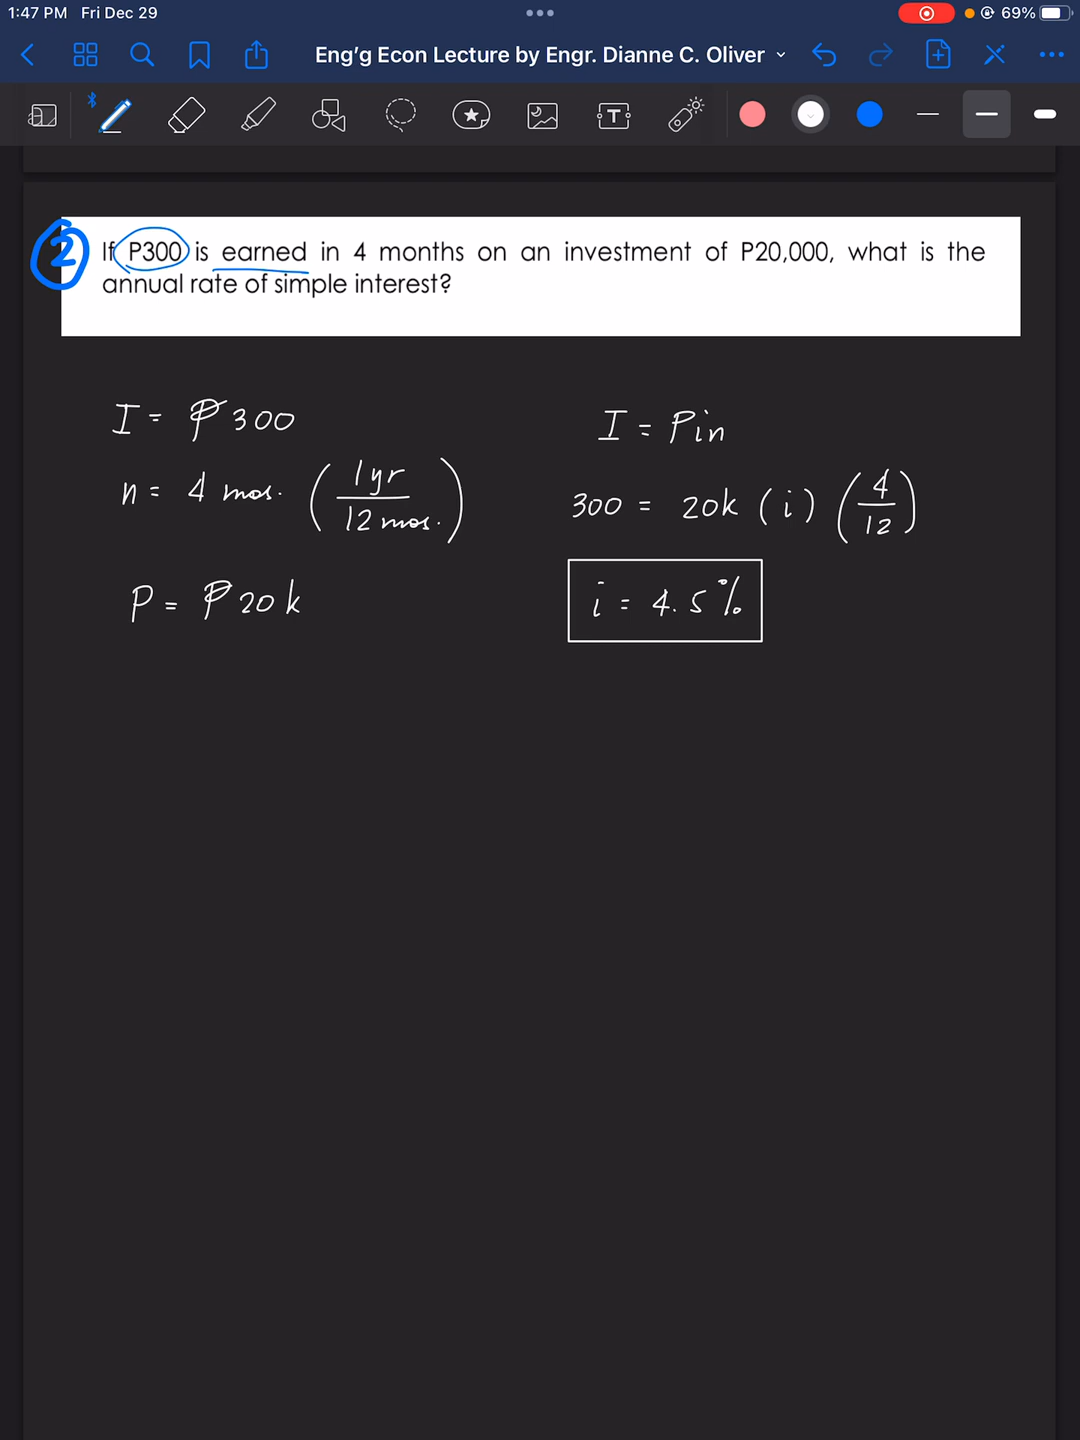 1:47 PM Fri Dec 29
69%
Eng’g Econ Lecture by Engr. Dianne C. Oliver
T
2 If P300 is earned in 4 months on an investment of P20,000, what is the
annual rate of simple interest?
I = ₱300
n = 4 mos. (1yr / 12 mos.)
P = ₱20k
I = Pin
300 = 20k (i) (4/12)
i = 4.5%